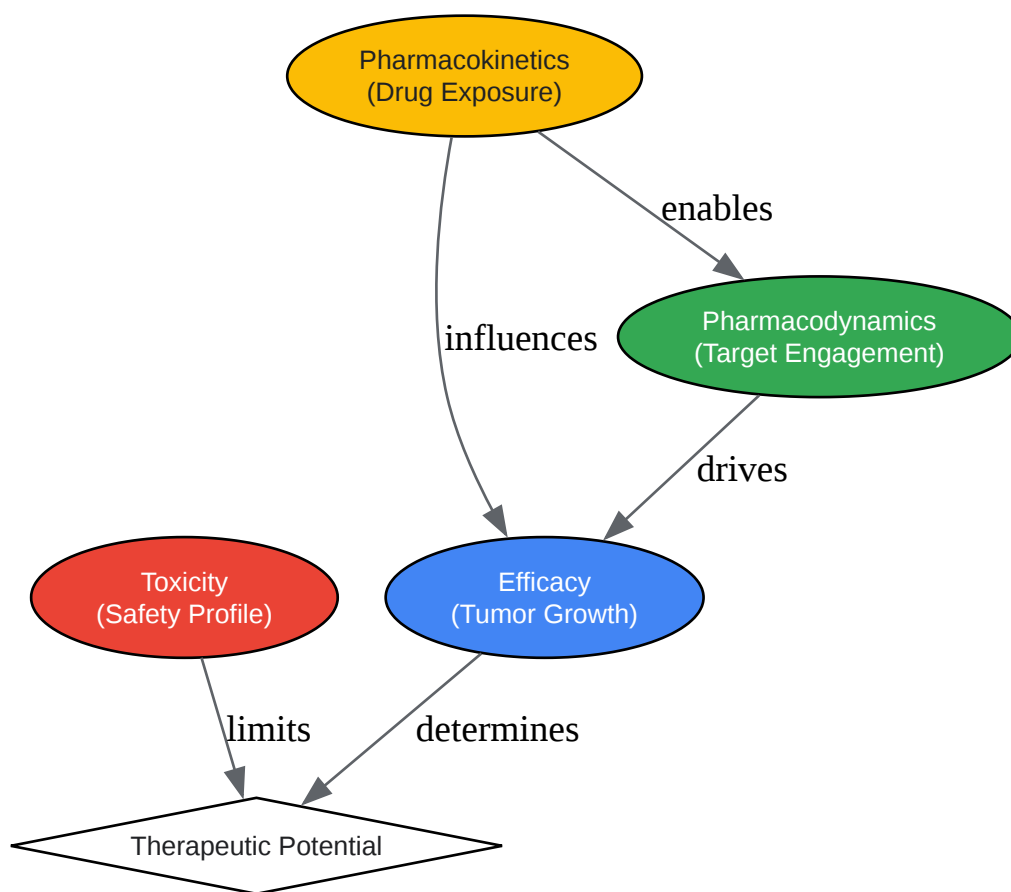 Pharmacokinetics
(Drug Exposure)
enables
Pharmacodynamics
(Target Engagement)
influences
drives
Toxicity
(Safety Profile)
Efficacy
(Tumor Growth)
limits
determines
Therapeutic Potential